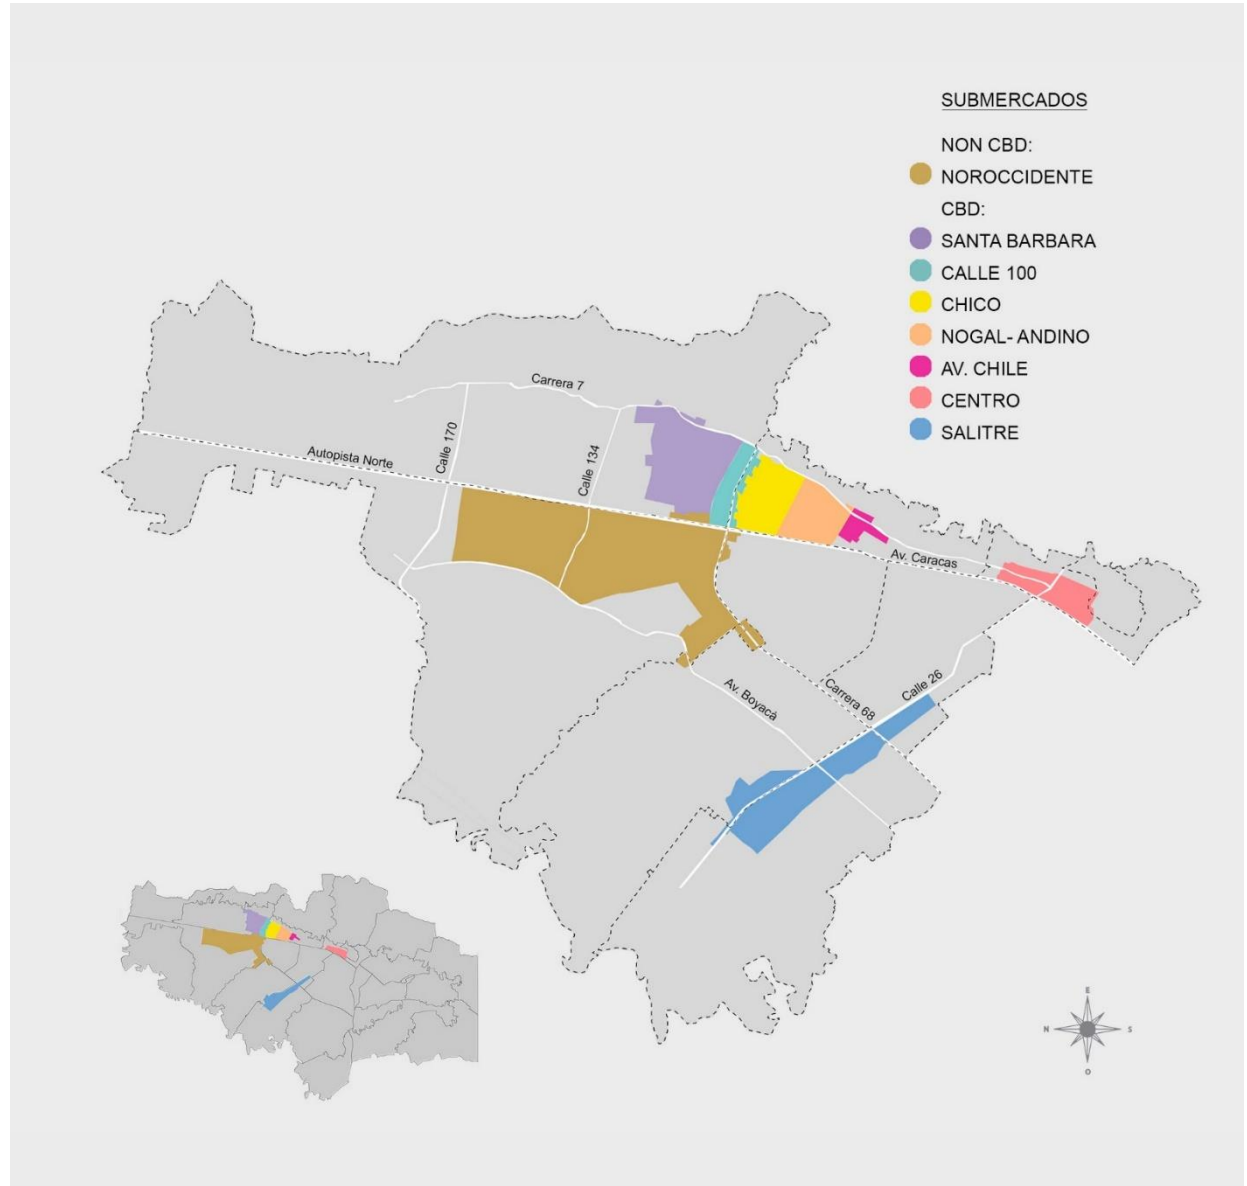 SUBMERCADOS
NON CBD:
NOROCCIDENTE
CBD:
SANTA BARBARA
CALLE 100
CHICO
NOGAL- ANDINO
AV. CHILE
CENTRO
SALITRE
Carrera 7
Calle 170
Autopista Norte
Calle 134
Av. Caracas
Calle 26
Carrera 68
Av. Boyacá
E
N
S
O